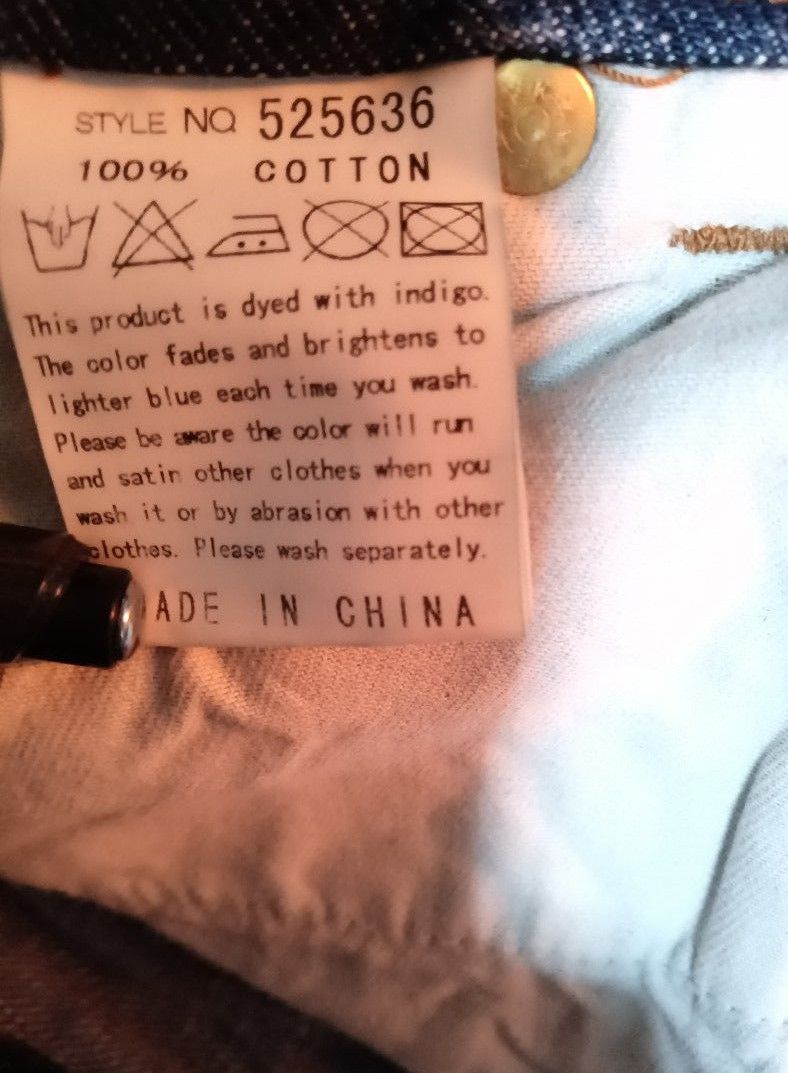 STYLE NO 525636
100% COTTON
This product is dyed with indigo.
The color fades and brightens to
lighter blue each time you wash.
Please be aware the color will run
and satin other clothes when you
wash it or by abrasion with other
clothes. Please wash separately.
ADE IN CHINA